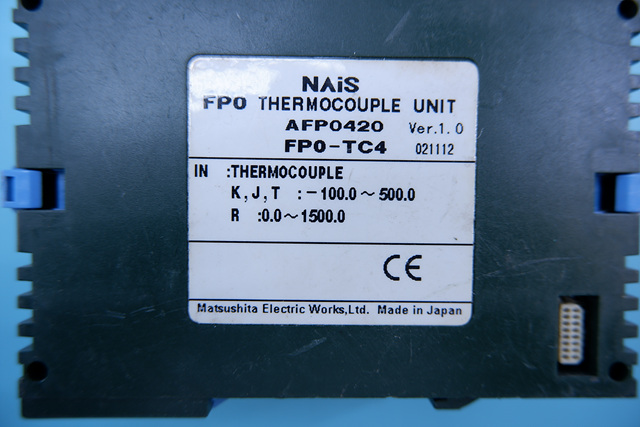 NAiS
FP0 THERMOCOUPLE UNIT
AFP0420 Ver.1.0
FP0-TC4 021112
IN :THERMOCOUPLE
K,J,T :−100.0~500.0
R :0.0~1500.0
CE
Matsushita Electric Works,Ltd. Made in Japan